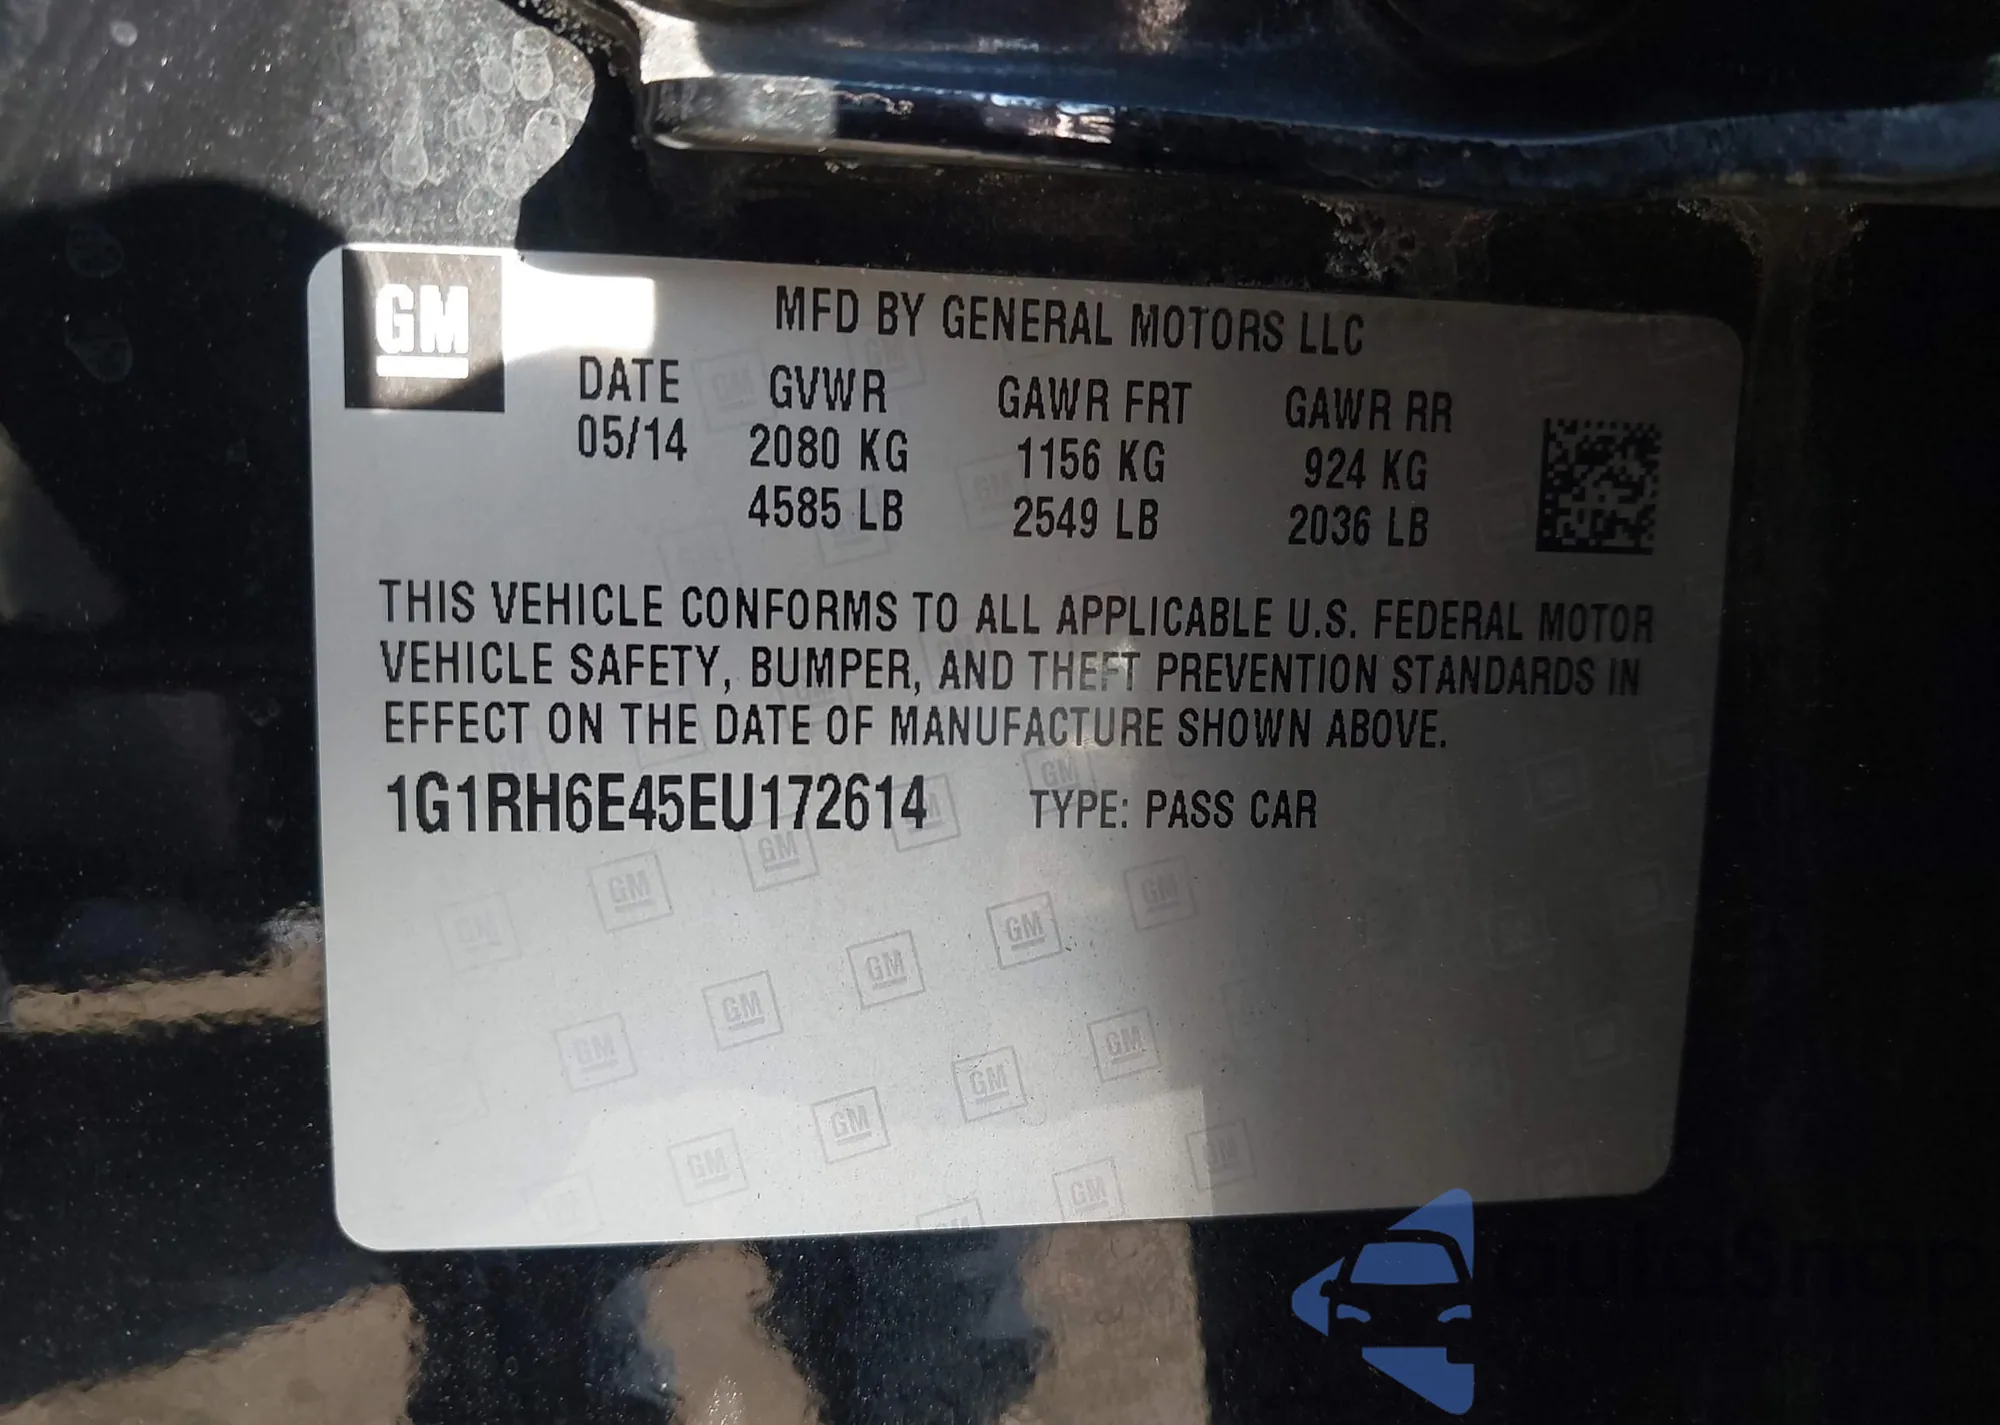 GM
MFD BY GENERAL MOTORS LLC
DATE GVWR GAWR FRT GAWR RR
05/14 2080 KG 1156 KG 924 KG
4585 LB 2549 LB 2036 LB
THIS VEHICLE CONFORMS TO ALL APPLICABLE U.S. FEDERAL MOTOR
VEHICLE SAFETY, BUMPER, AND THEFT PREVENTION STANDARDS IN
EFFECT ON THE DATE OF MANUFACTURE SHOWN ABOVE.
1G1RH6E45EU172614 TYPE: PASS CAR